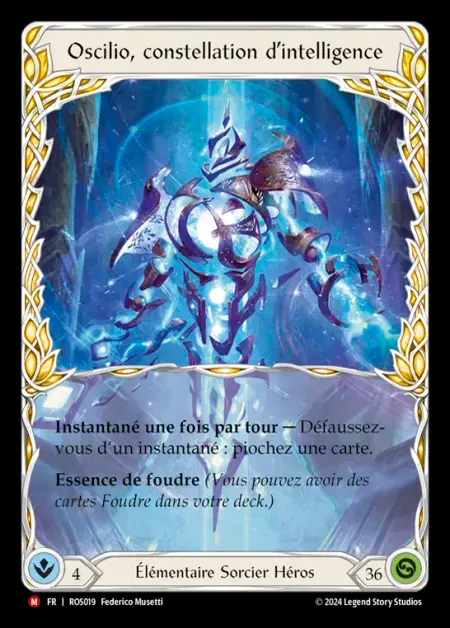 Oscilio, constellation d'intelligence
Instantané une fois par tour — Défaussez-
vous d'un instantané : piochez une carte.
Essence de foudre (Vous pouvez avoir des
cartes Foudre dans votre deck.)
4 Élémentaire Sorcier Héros 36
M FR | ROS019 Federico Musetti © 2024 Legend Story Studios